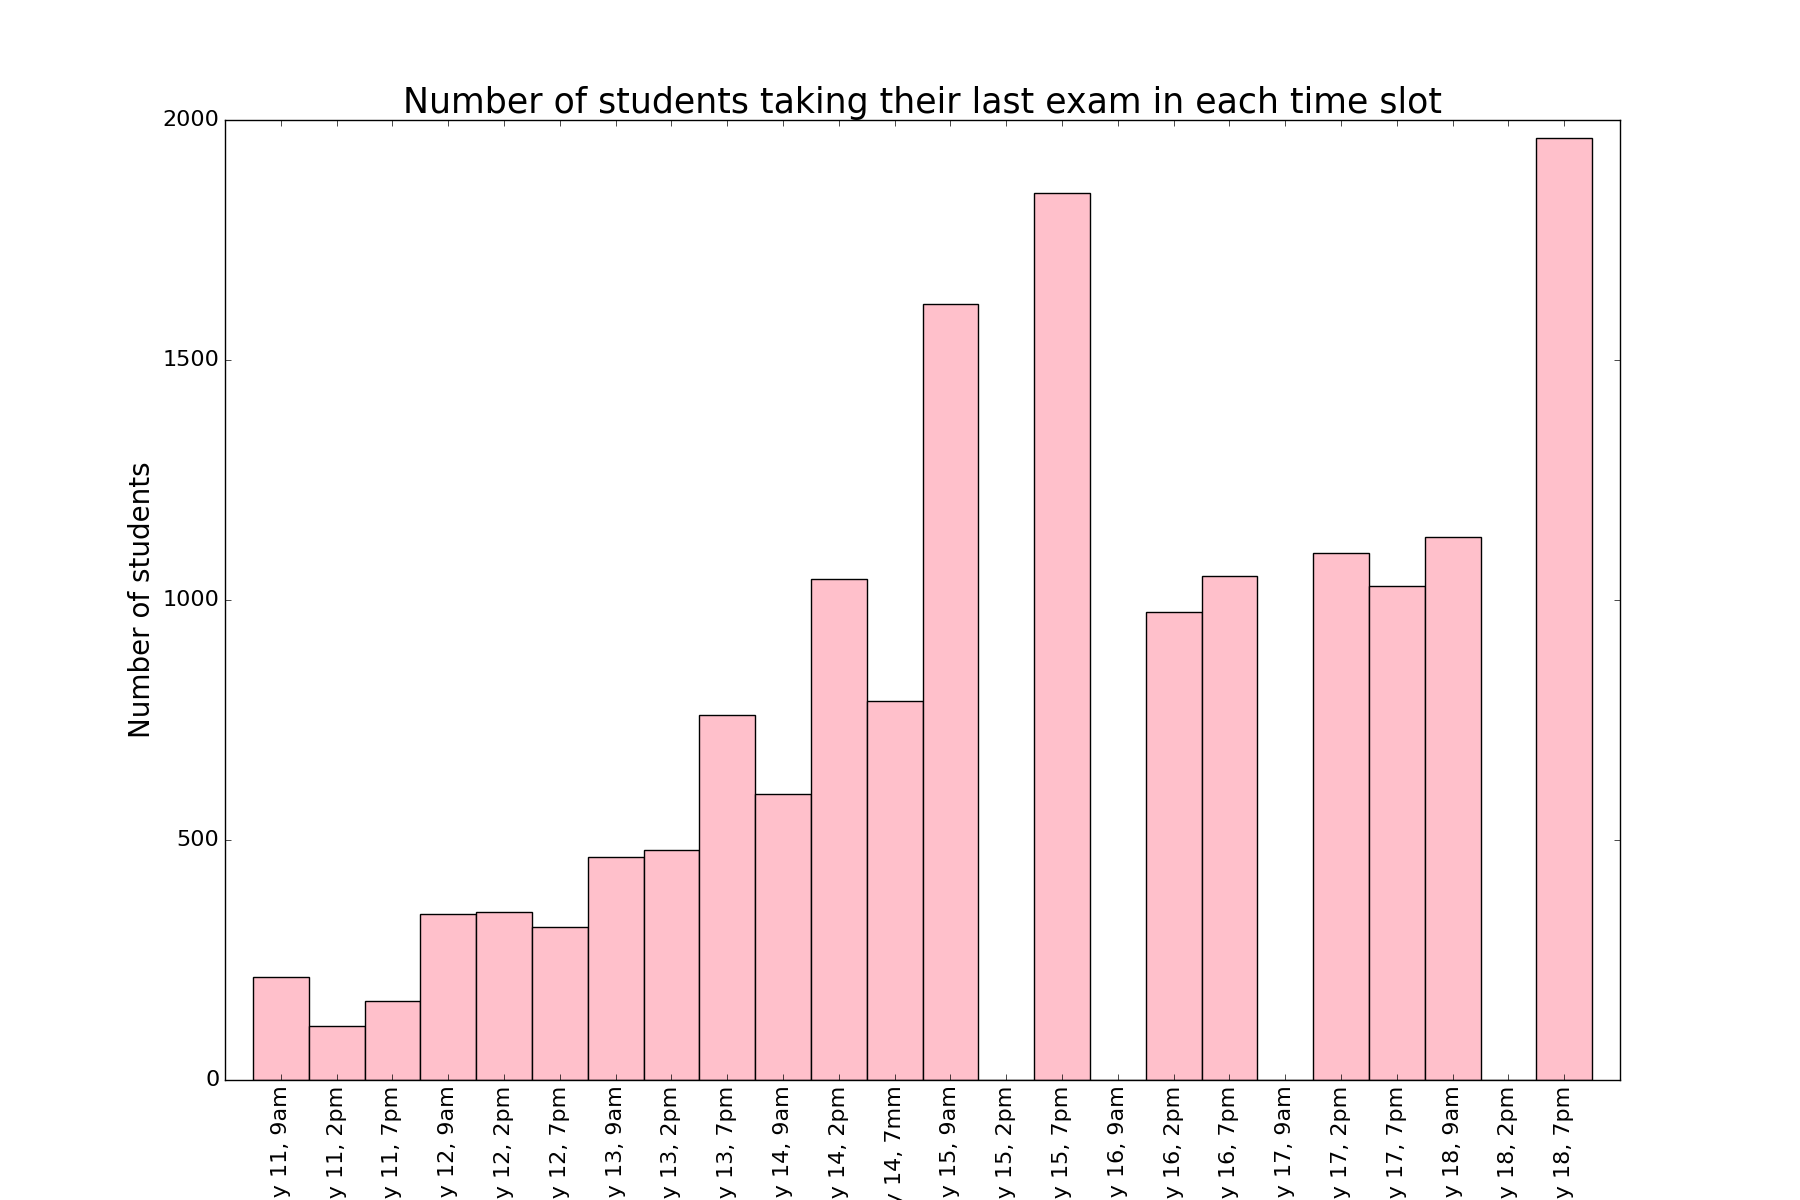 Number of students taking their last exam in each time slot
Number of students
2000
1500
1000
500
0
y 11, 9am
y 11, 2pm
y 11, 7pm
y 12, 9am
y 12, 2pm
y 12, 7pm
y 13, 9am
y 13, 2pm
y 13, 7pm
y 14, 9am
y 14, 2pm
y 14, 7mm
y 15, 9am
y 15, 2pm
y 15, 7pm
y 16, 9am
y 16, 2pm
y 16, 7pm
y 17, 9am
y 17, 2pm
y 17, 7pm
y 18, 9am
y 18, 2pm
y 18, 7pm